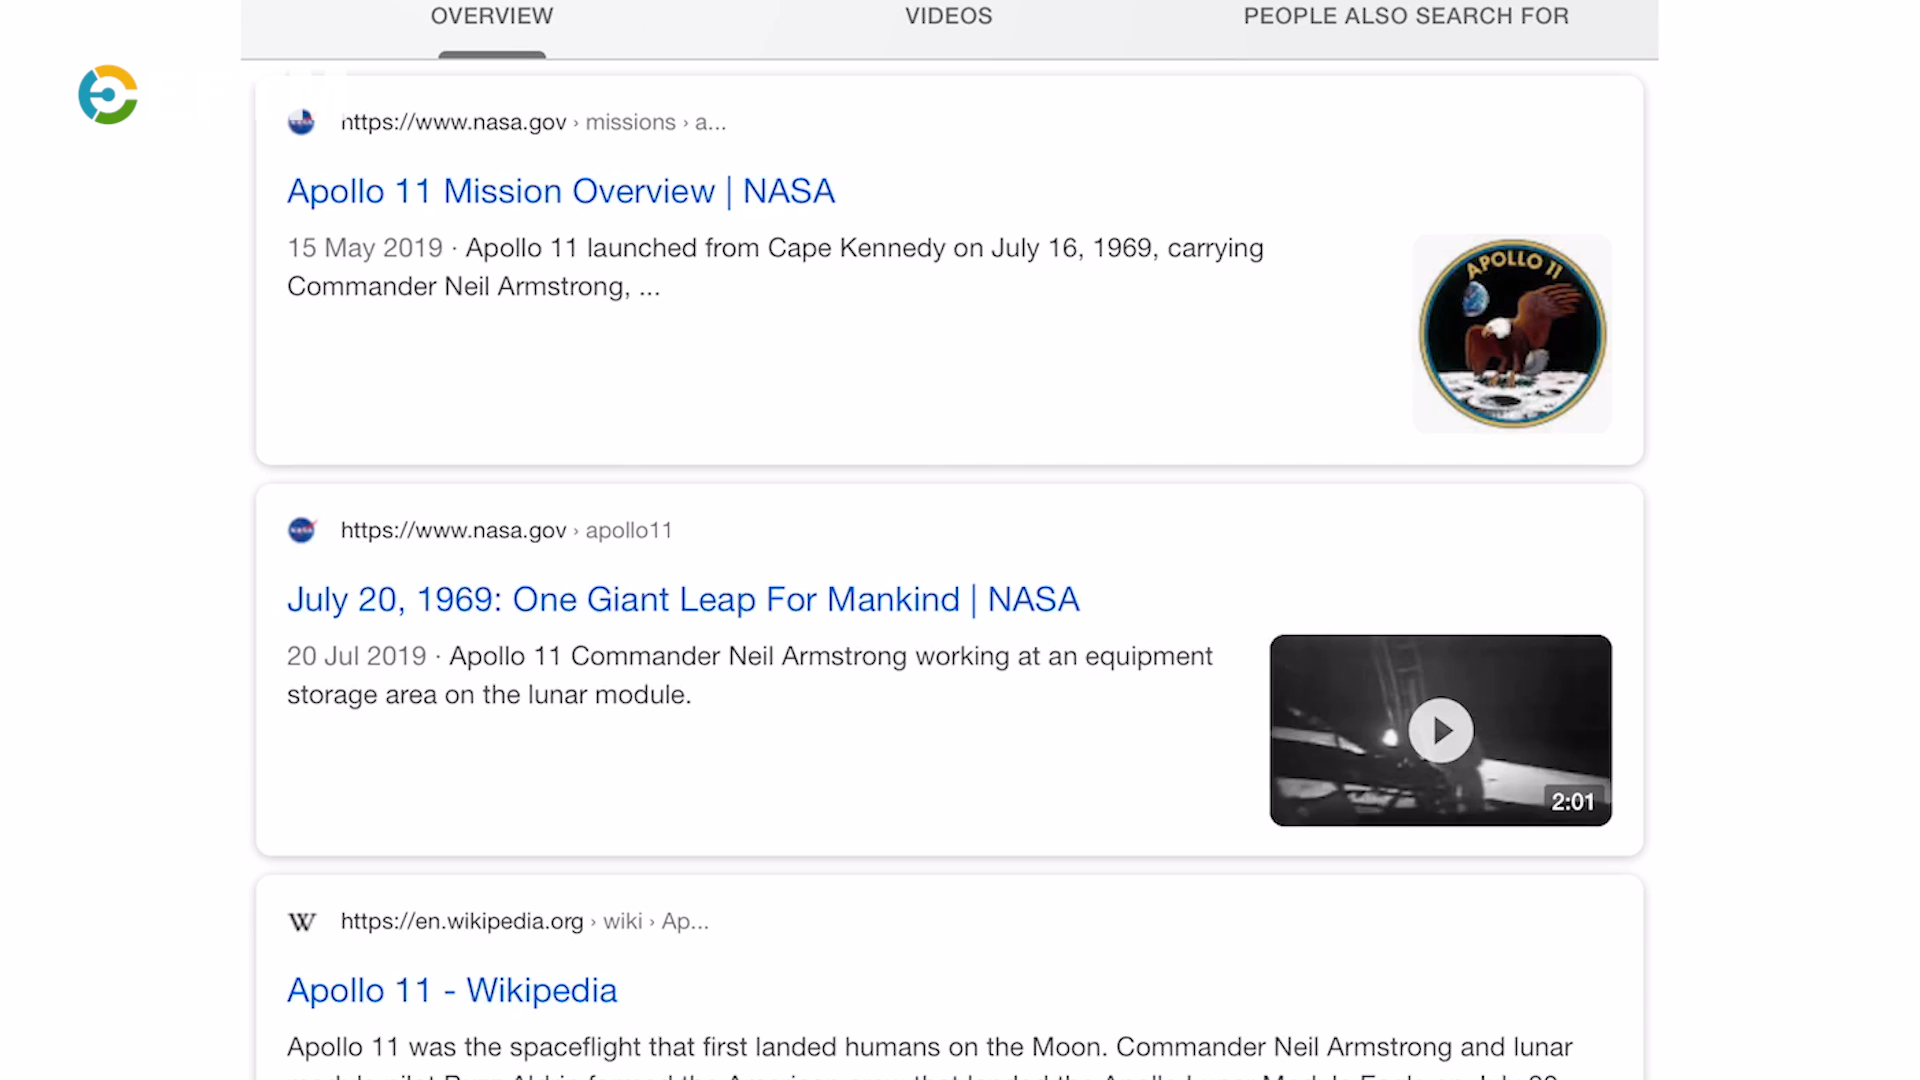 OVERVIEW
VIDEOS
PEOPLE ALSO SEARCH FOR
https://www.nasa.gov › missions › a...
Apollo 11 Mission Overview | NASA
15 May 2019 · Apollo 11 launched from Cape Kennedy on July 16, 1969, carrying
Commander Neil Armstrong, ...
APOLLO 11
https://www.nasa.gov › apollo11
July 20, 1969: One Giant Leap For Mankind | NASA
20 Jul 2019 · Apollo 11 Commander Neil Armstrong working at an equipment
storage area on the lunar module.
2:01
W https://en.wikipedia.org › wiki › Ap...
Apollo 11 - Wikipedia
Apollo 11 was the spaceflight that first landed humans on the Moon. Commander Neil Armstrong and lunar